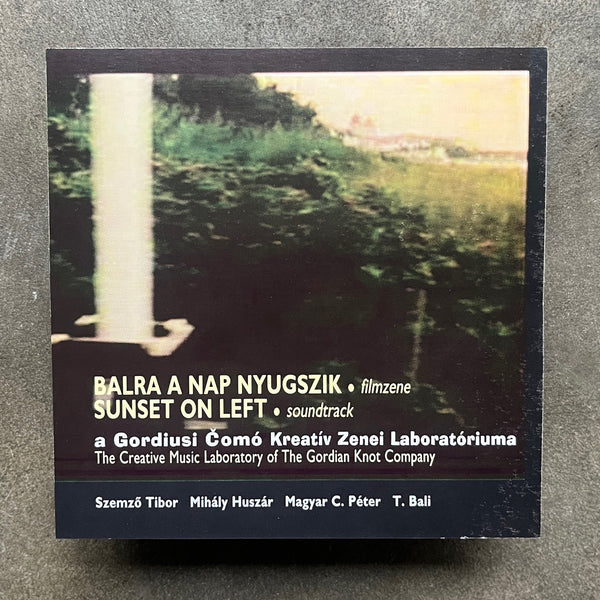 BALRA A NAP NYUGSZIK • filmzene
SUNSET ON LEFT • soundtrack
a Gordiusi Čomó Kreatív Zenei Laboratóriuma
The Creative Music Laboratory of The Gordian Knot Company
Szemző Tibor Mihály Huszár Magyar C. Péter T. Bali